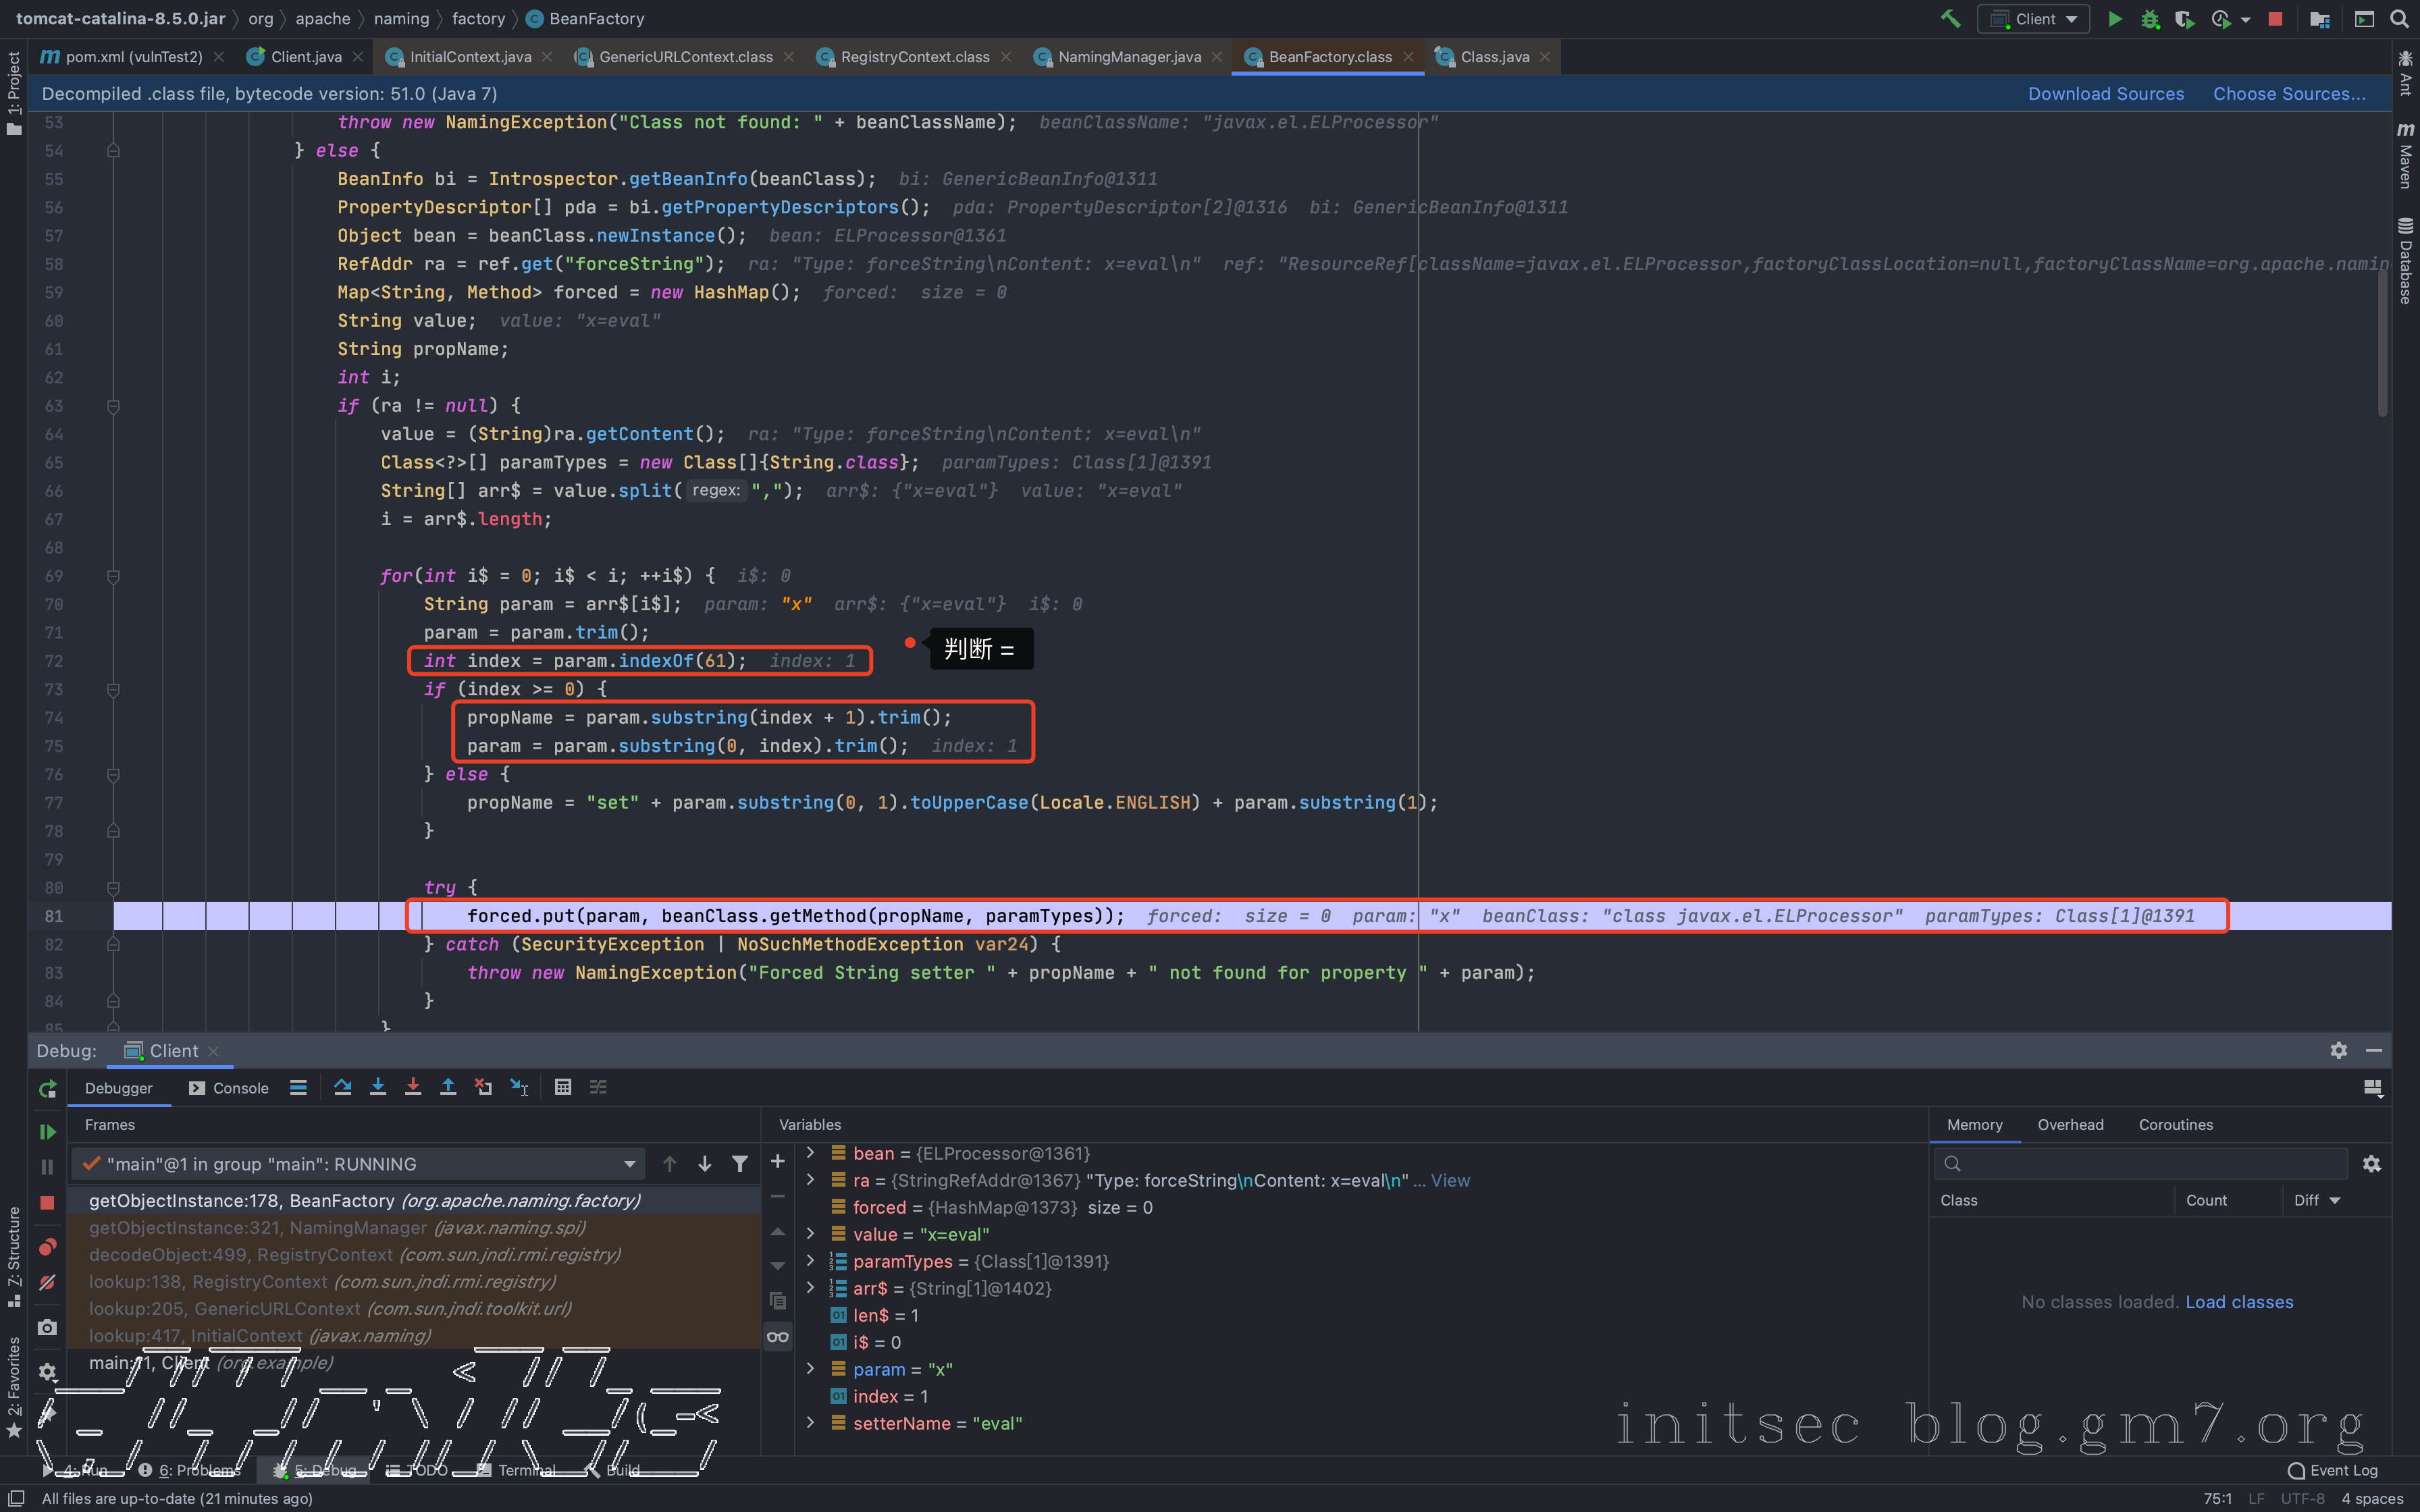 tomcat-catalina-8.5.0.jar 〉 org 〉 apache 〉 naming 〉 factory 〉 BeanFactory
Client
pom.xml (vulnTest2)
Client.java
InitialContext.java
GenericURLContext.class
RegistryContext.class
NamingManager.java
BeanFactory.class
Class.java
Decompiled .class file, bytecode version: 51.0 (Java 7)
Download Sources
Choose Sources...
1: Project
Ant
Maven
Database
7: Structure
2: Favorites
53 throw new NamingException("Class not found: " + beanClassName); beanClassName: "javax.el.ELProcessor"
54 } else {
55 BeanInfo bi = Introspector.getBeanInfo(beanClass); bi: GenericBeanInfo@1311
56 PropertyDescriptor[] pda = bi.getPropertyDescriptors(); pda: PropertyDescriptor[2]@1316 bi: GenericBeanInfo@1311
57 Object bean = beanClass.newInstance(); bean: ELProcessor@1361
58 RefAddr ra = ref.get("forceString"); ra: "Type: forceString\nContent: x=eval\n" ref: "ResourceRef[className=javax.el.ELProcessor,factoryClassLocation=null,factoryClassName=org.apache.namin
59 Map<String, Method> forced = new HashMap(); forced: size = 0
60 String value; value: "x=eval"
61 String propName;
62 int i;
63 if (ra != null) {
64 value = (String)ra.getContent(); ra: "Type: forceString\nContent: x=eval\n"
65 Class<?>[] paramTypes = new Class[]{String.class}; paramTypes: Class[1]@1391
66 String[] arr$ = value.split( regex: ","); arr$: {"x=eval"} value: "x=eval"
67 i = arr$.length;
68
69 for(int i$ = 0; i$ < i; ++i$) { i$: 0
70 String param = arr$[i$]; param: "x" arr$: {"x=eval"} i$: 0
71 param = param.trim();
判断 =
72 int index = param.indexOf(61); index: 1
73 if (index >= 0) {
74 propName = param.substring(index + 1).trim();
75 param = param.substring(0, index).trim(); index: 1
76 } else {
77 propName = "set" + param.substring(0, 1).toUpperCase(Locale.ENGLISH) + param.substring(1);
78 }
79
80 try {
81 forced.put(param, beanClass.getMethod(propName, paramTypes)); forced: size = 0 param: "x" beanClass: "class javax.el.ELProcessor" paramTypes: Class[1]@1391
82 } catch (SecurityException | NoSuchMethodException var24) {
83 throw new NamingException("Forced String setter " + propName + " not found for property " + param);
84 }
85 }
Debug: Client
Debugger
Console
Frames
"main"@1 in group "main": RUNNING
getObjectInstance:178, BeanFactory (org.apache.naming.factory)
getObjectInstance:321, NamingManager (javax.naming.spi)
decodeObject:499, RegistryContext (com.sun.jndi.rmi.registry)
lookup:138, RegistryContext (com.sun.jndi.rmi.registry)
lookup:205, GenericURLContext (com.sun.jndi.toolkit.url)
lookup:417, InitialContext (javax.naming)
main:11, Client (org.example)
Variables
bean = {ELProcessor@1361}
ra = {StringRefAddr@1367} "Type: forceString\nContent: x=eval\n" ... View
forced = {HashMap@1373} size = 0
value = "x=eval"
paramTypes = {Class[1]@1391}
arr$ = {String[1]@1402}
len$ = 1
i$ = 0
param = "x"
index = 1
setterName = "eval"
Memory
Overhead
Coroutines
Class
Count
Diff
No classes loaded. Load classes
initsec blog.gm7.org
4: Run
6: Problems
5: Debug
TODO
Terminal
Build
Event Log
All files are up-to-date (21 minutes ago)
75:1 LF UTF-8 4 spaces